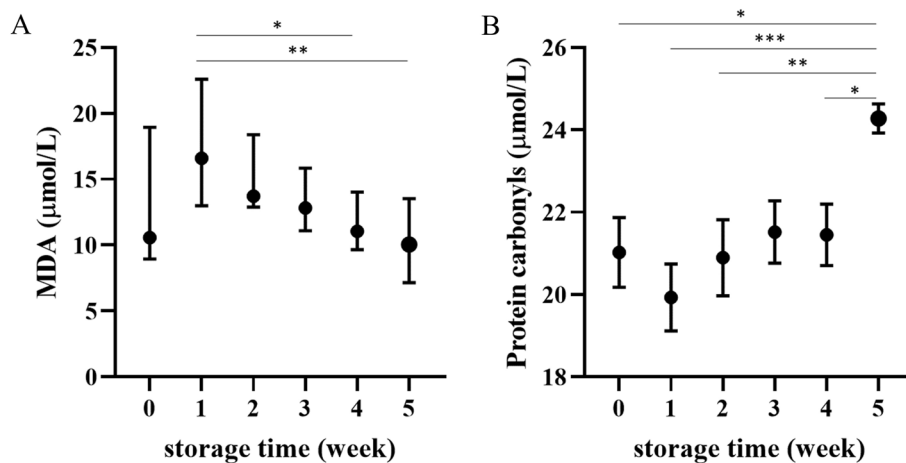 A
*
**
25
20
15
10
5
0
MDA (μmol/L)
0 1 2 3 4 5
storage time (week)
B
*
***
**
*
26
24
22
20
18
Protein carbonyls (μmol/L)
0 1 2 3 4 5
storage time (week)